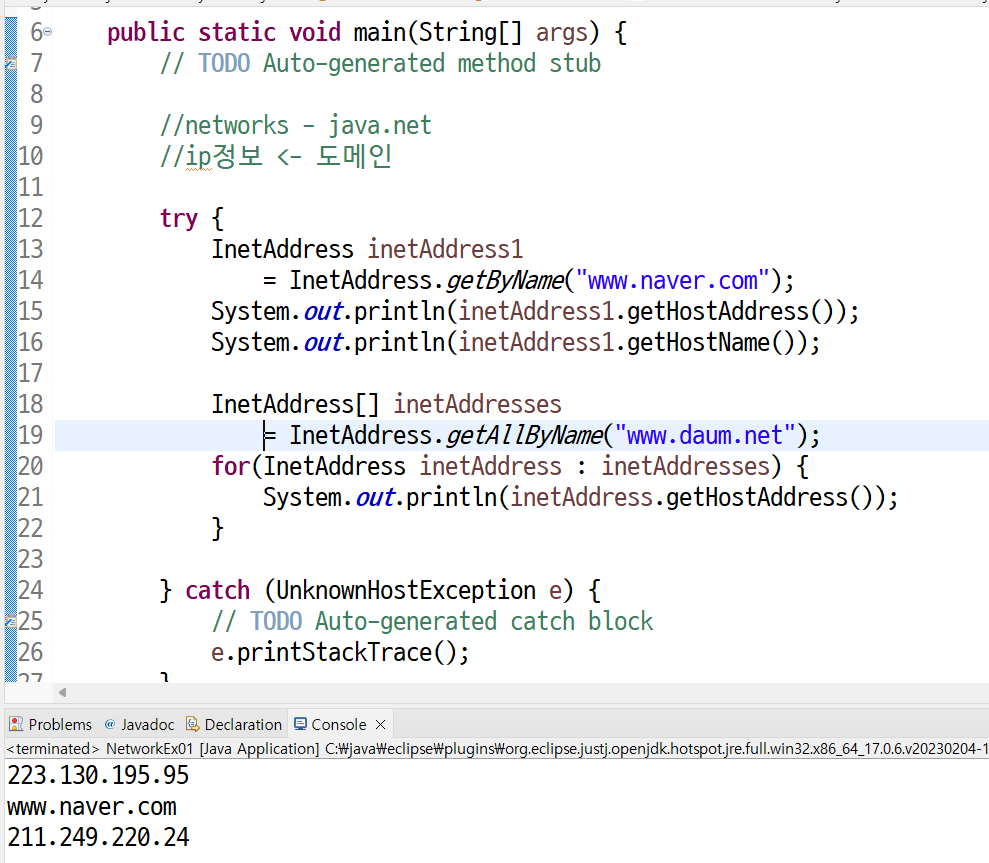 6 public static void main(String[] args) {
7 // TODO Auto-generated method stub
8
9 //networks - java.net
10 //ip정보 <- 도메인
11
12 try {
13 InetAddress inetAddress1
14 = InetAddress.getByName("www.naver.com");
15 System.out.println(inetAddress1.getHostAddress());
16 System.out.println(inetAddress1.getHostName());
17
18 InetAddress[] inetAddresses
19 = InetAddress.getAllByName("www.daum.net");
20 for(InetAddress inetAddress : inetAddresses) {
21 System.out.println(inetAddress.getHostAddress());
22 }
23
24 } catch (UnknownHostException e) {
25 // TODO Auto-generated catch block
26 e.printStackTrace();
27 }
Problems @ Javadoc Declaration Console
<terminated> NetworkEx01 [Java Application] C:₩java₩eclipse₩plugins₩org.eclipse.justj.openjdk.hotspot.jre.full.win32.x86_64_17.0.6.v20230204-1
223.130.195.95
www.naver.com
211.249.220.24